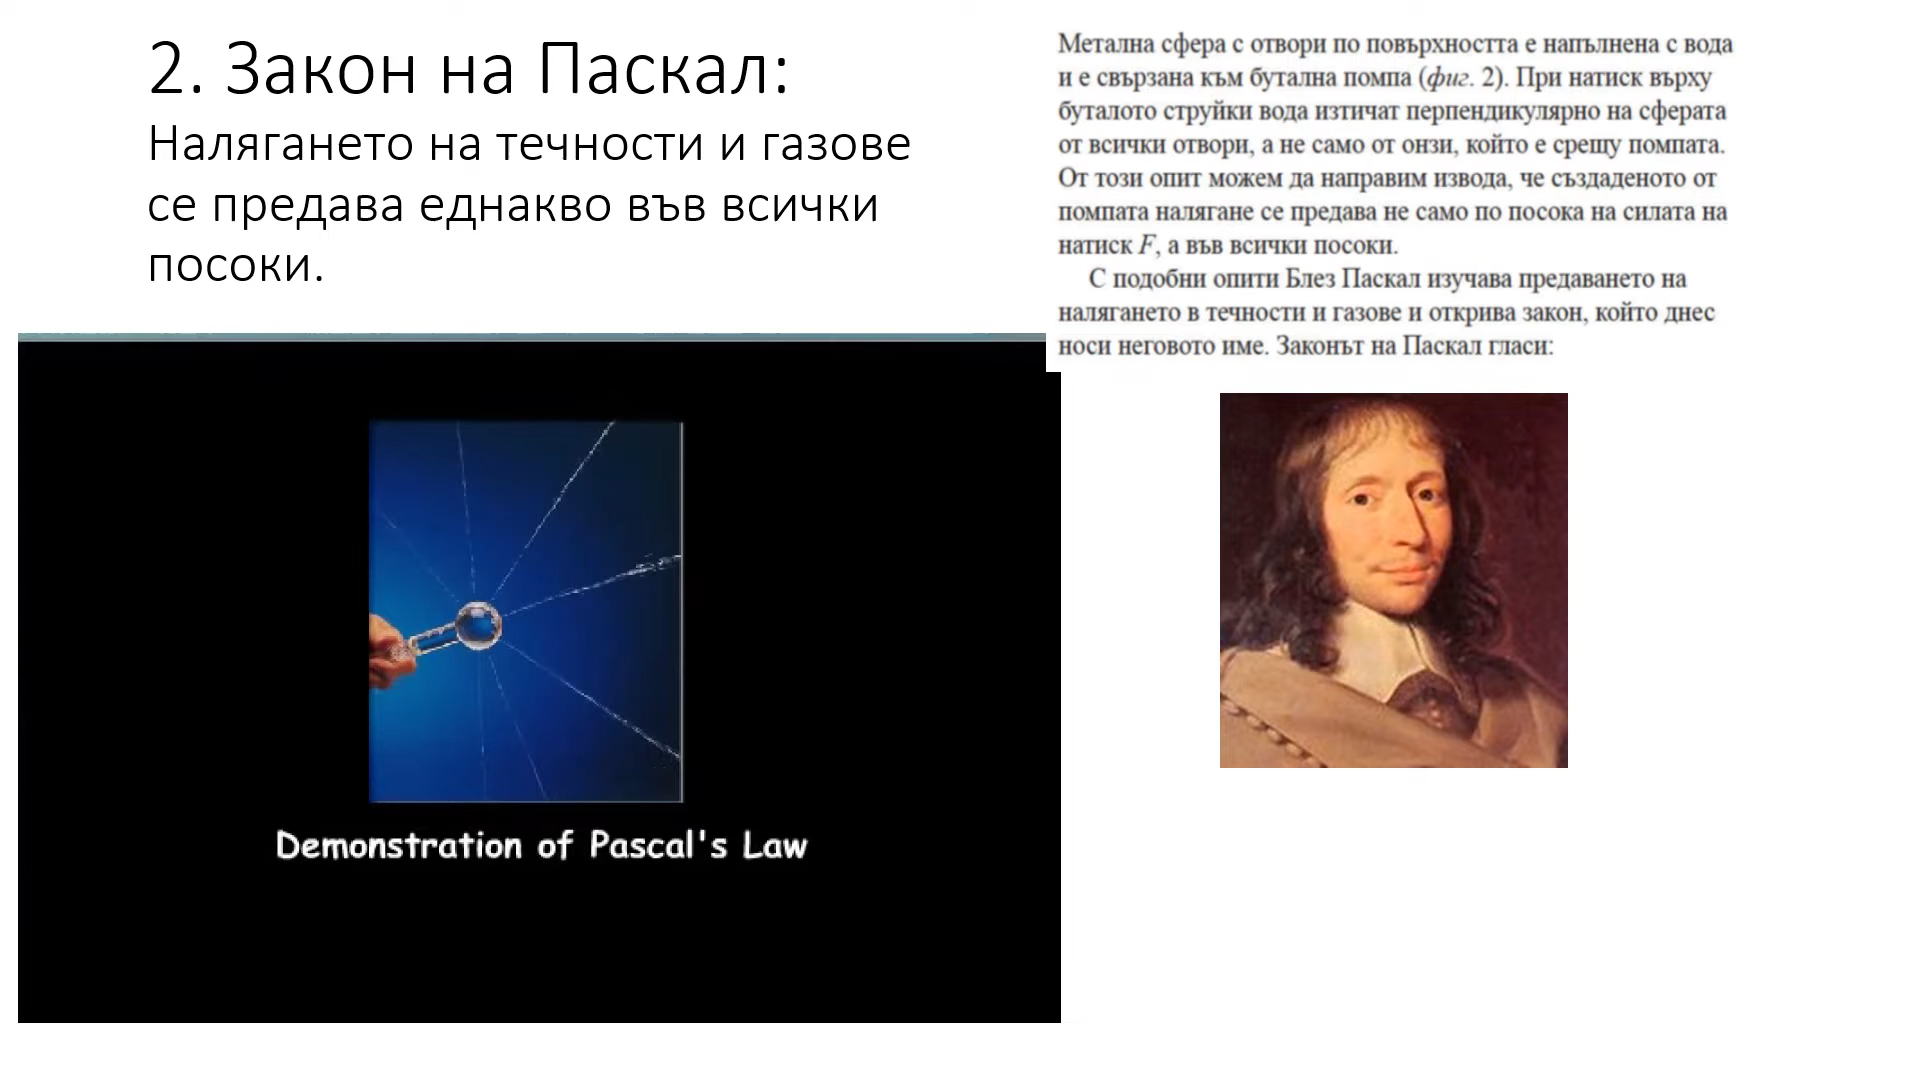 2. Закон на Паскал:
Налягането на течности и газове
се предава еднакво във всички
посоки.
Метална сфера с отвори по повърхността е напълнена с вода
и е свързана към бутална помпа (фиг. 2). При натиск върху
буталото струйки вода изтичат перпендикулярно на сферата
от всички отвори, а не само от онзи, който е срещу помпата.
От този опит можем да направим извода, че създаденото от
помпата налягане се предава не само по посока на силата на
натиск F, а във всички посоки.
С подобни опити Блез Паскал изучава предаването на
налягането в течности и газове и открива закон, който днес
носи неговото име. Законът на Паскал гласи:
Demonstration of Pascal's Law